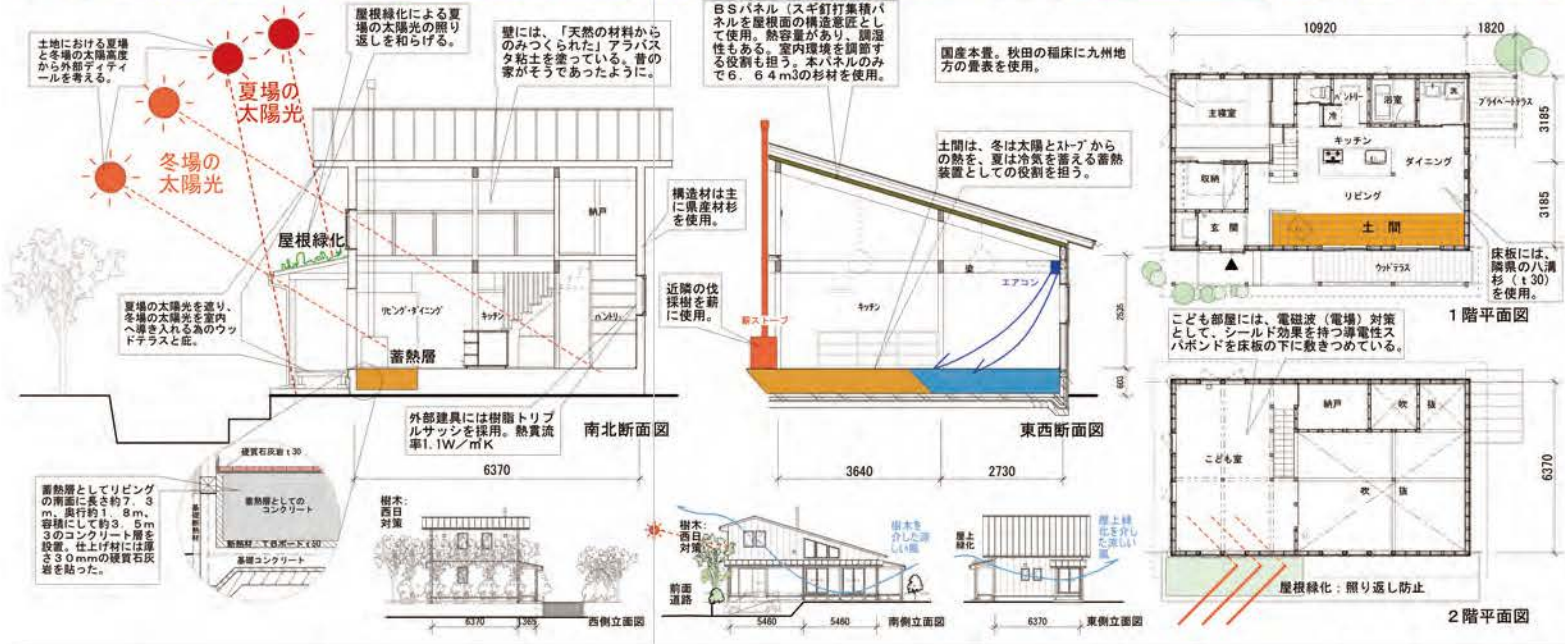 土地における夏場
と冬場の太陽高度
から外部ディティ
ールを考える。
屋根緑化による夏
場の太陽光の照り
返しを和らげる。
壁には、「天然の材料から
のみつくられた」アラバス
タ粘土を塗っている。昔の
家がそうであったように。
夏場の
太陽光
冬場の
太陽光
屋根緑化
納戸
構造材は主
に県産材杉
を使用。
夏場の太陽光を遮り、
冬場の太陽光を室内
へ導き入れる為のウッ
ドテラスと庇。
リビング・ダイニング
キッチン
パントリー
蓄熱層
外部建具には樹脂トリプ
ルサッシを採用。熱貫流
率1.1W/㎡K
南北断面図
6370
蓄熱層としてリビング
の南面に長さ約7.3
m、奥行約1.8m、
容積にして約3.5m
3のコンクリート層を
設置。仕上げ材には厚
さ30mmの硬質石灰
岩を貼った。
硬質石灰岩 t30
蓄熱層としての
コンクリート
基礎断熱材
基礎コンクリート
BSパネル(スギ釘打集積パ
ネルを屋根面の構造意匠とし
て使用。熱容量があり、調湿
性もある。室内環境を調節す
る役割も担う。本パネルのみ
で6.64m3の杉材を使用。
土間は、冬は太陽とストーブから
の熱を、夏は冷気を蓄える蓄熱
装置としての役割を担う。
近隣の伐
採樹を薪
に使用。
薪ストーブ
キッチン
梁
エアコン
2535
603
東西断面図
3640
2730
樹木:
西日
対策
6370
1365
西側立面図
樹木:
西日
対策
前面
道路
樹木を
介した涼
しい風
5460
5460
南側立面図
屋上
緑化
屋上緑
化を介し
た涼しい
風
6370
東側立面図
10920
1820
国産本畳。秋田の稲床に九州地
方の畳表を使用。
主寝室
パントリー
冷
浴室
洗
プライベートテラス
キッチン
ダイニング
収納
リビング
玄関
土間
ウッドテラス
3185
3185
床板には、
隣県の八溝
杉(t30)
を使用。
1階平面図
こども部屋には、電磁波(電場)対策
として、シールド効果を持つ導電性ス
パボンドを床板の下に敷きつめている。
納戸
吹
抜
こども室
吹
抜
6370
屋根緑化:照り返し防止
2階平面図